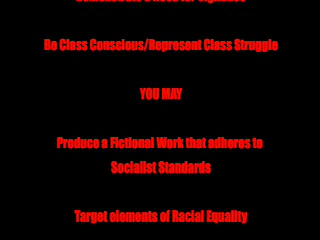 Be Class Conscious/Represent Class Struggle
YOU MAY
Produce a Fictional Work that adheres to
Socialist Standards
Target elements of Racial Equality